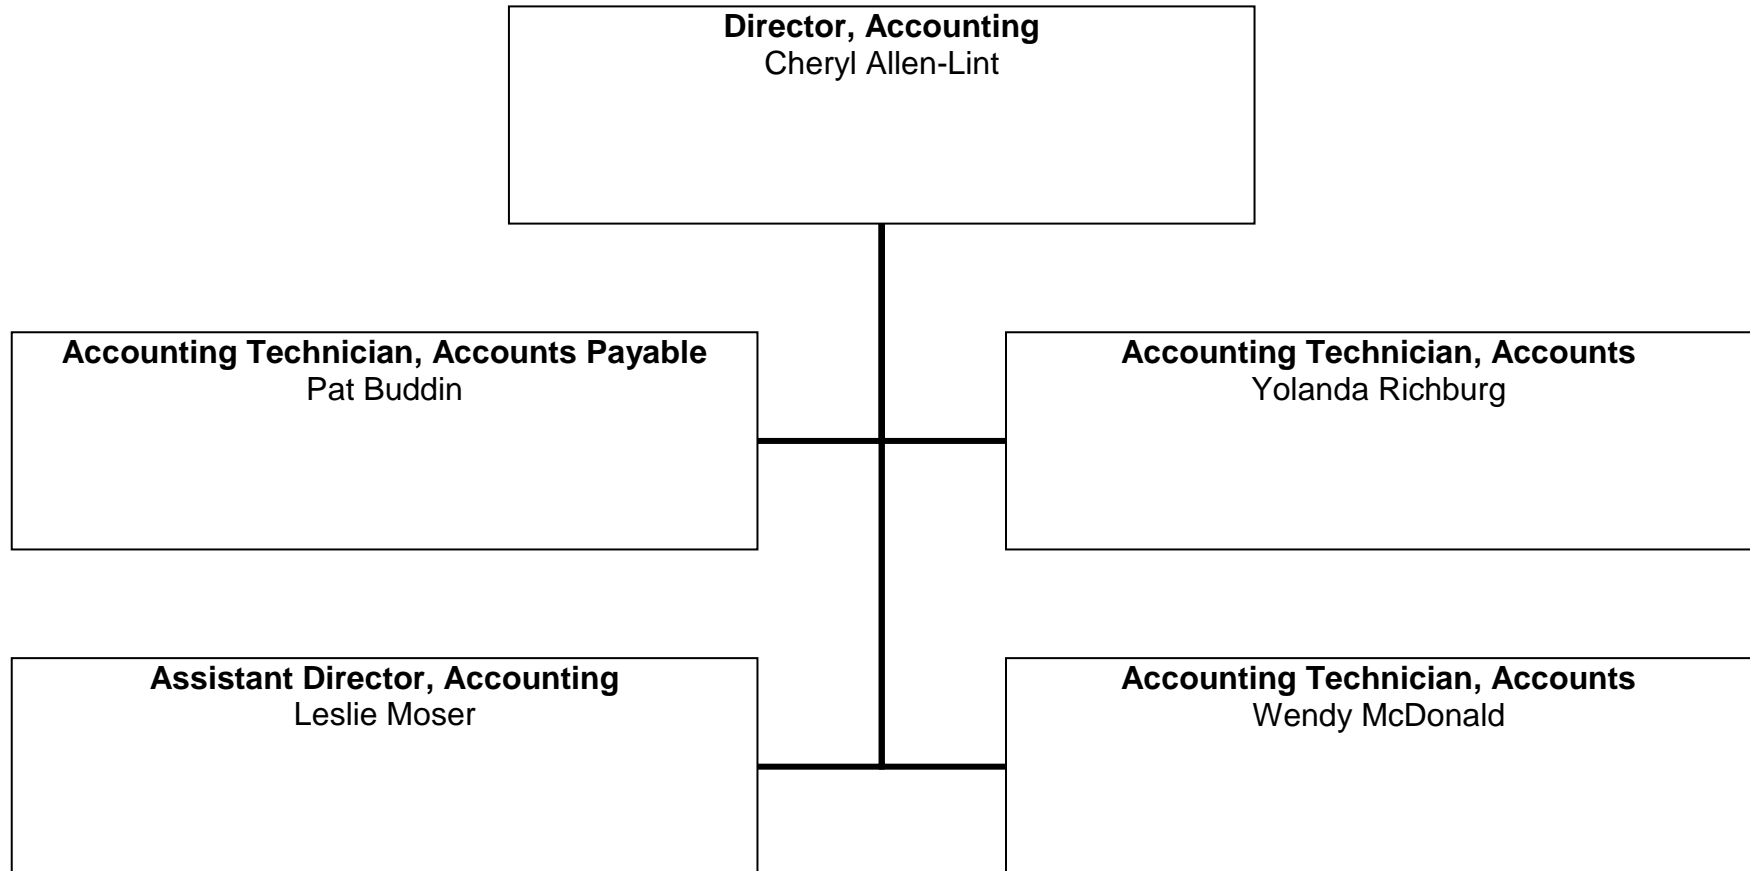 Director, Accounting
Cheryl Allen-Lint
Accounting Technician, Accounts Payable
Pat Buddin
Accounting Technician, Accounts
Yolanda Richburg
Assistant Director, Accounting
Leslie Moser
Accounting Technician, Accounts
Wendy McDonald